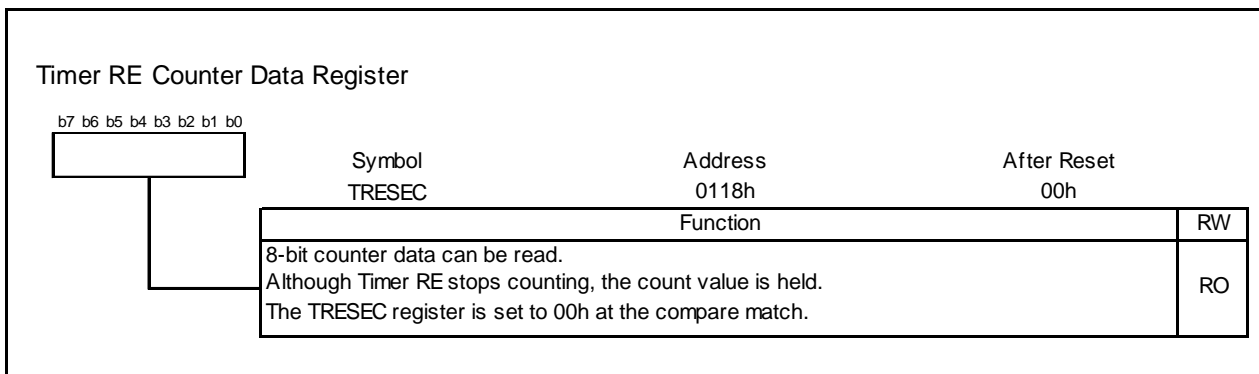 Timer RE Counter Data Register
b7 b6 b5 b4 b3 b2 b1 b0
Symbol Address After Reset
TRESEC 0118h 00h
Function RW
8-bit counter data can be read.
Although Timer RE stops counting, the count value is held.
RO
The TRESEC register is set to 00h at the compare match.